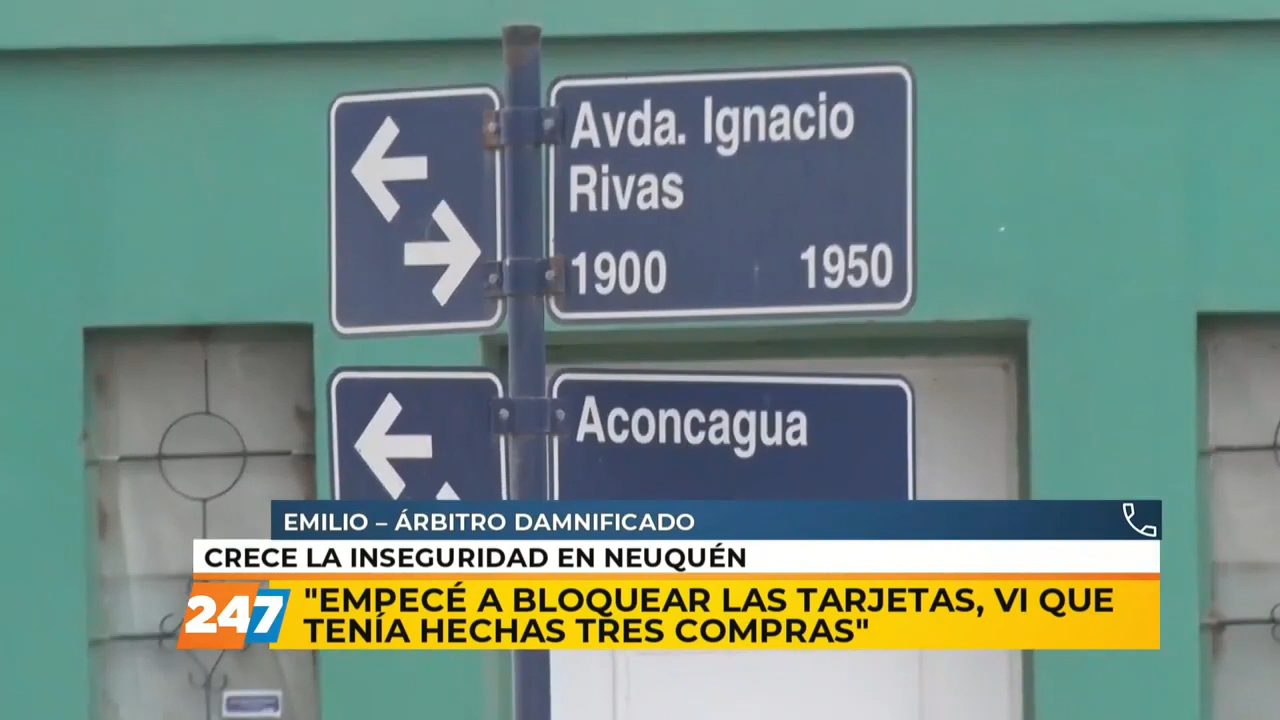 Avda. Ignacio
Rivas
1900 1950
Aconcagua
EMILIO – ÁRBITRO DAMNIFICADO
CRECE LA INSEGURIDAD EN NEUQUÉN
247
"EMPECÉ A BLOQUEAR LAS TARJETAS, VI QUE
TENÍA HECHAS TRES COMPRAS"